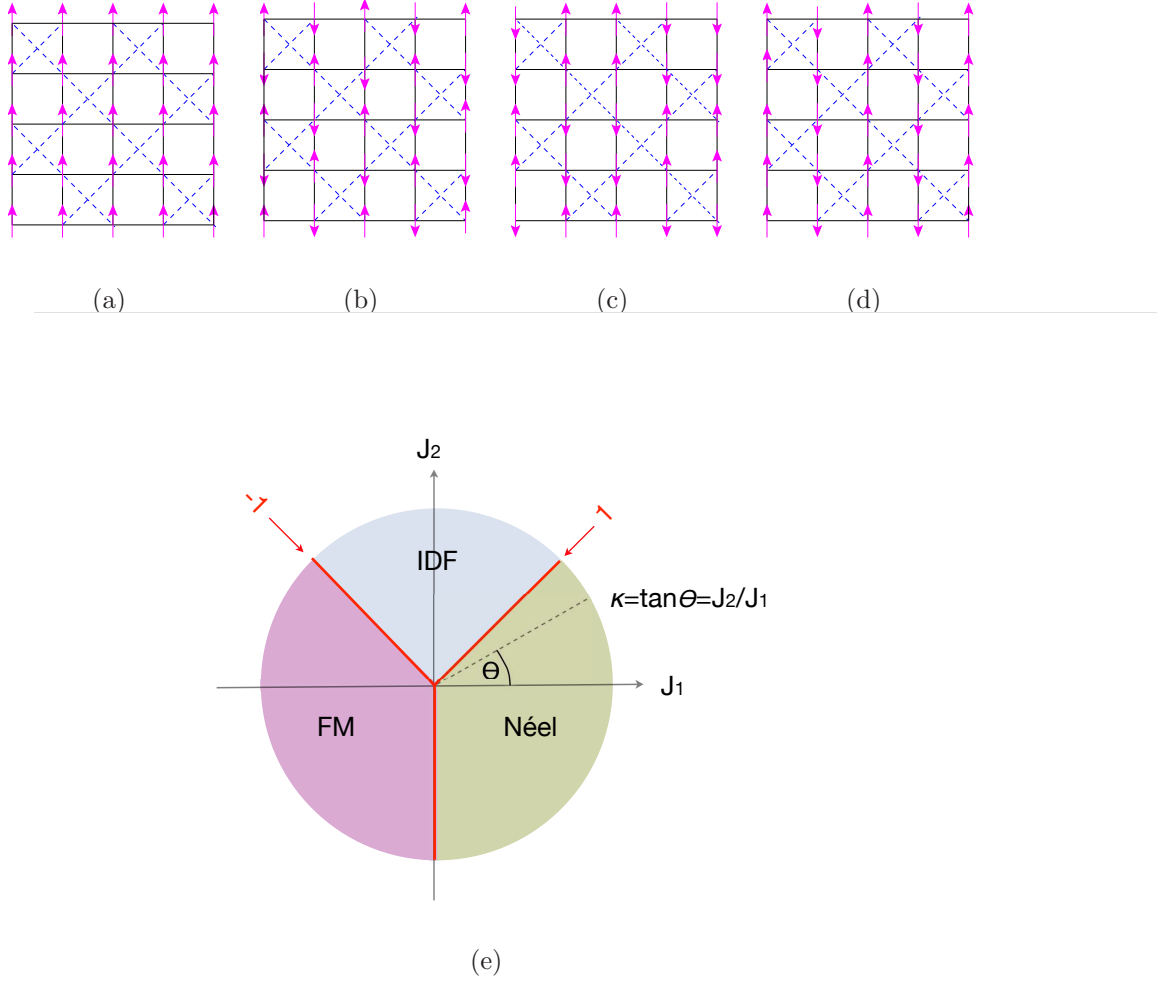 (a) (b) (c) (d)
J2
-1
1
IDF
κ=tanΘ=J2/J1
Θ
J1
FM
Néel
(e)